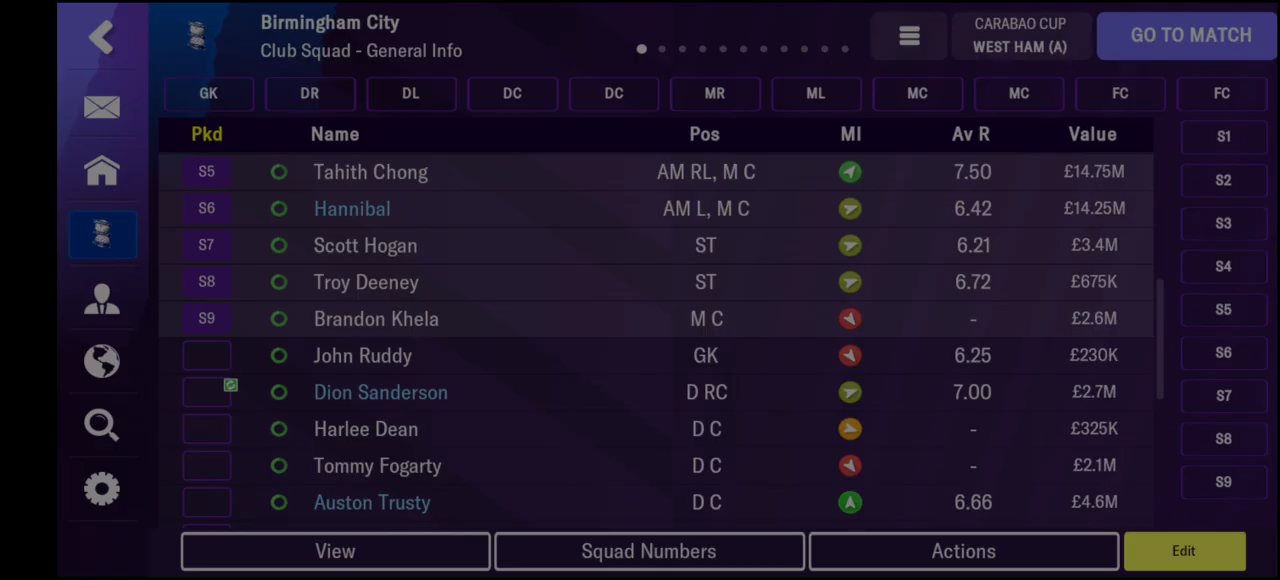 Birmingham City
Club Squad - General Info
CARABAO CUP
WEST HAM (A)
GO TO MATCH
GK DR DL DC DC MR ML MC MC FC FC
Pkd Name Pos Ml Av R Value
S5 Tahith Chong AM RL, M C 7.50 £14.75M
S6 Hannibal AM L, M C 6.42 £14.25M
S7 Scott Hogan ST 6.21 £3.4M
S8 Troy Deeney ST 6.72 £675K
S9 Brandon Khela M C - £2.6M
John Ruddy GK 6.25 £230K
Dion Sanderson D RC 7.00 £2.7M
Harlee Dean D C - £325K
Tommy Fogarty D C - £2.1M
Auston Trusty D C 6.66 £4.6M
S1
S2
S3
S4
S5
S6
S7
S8
S9
View Squad Numbers Actions Edit